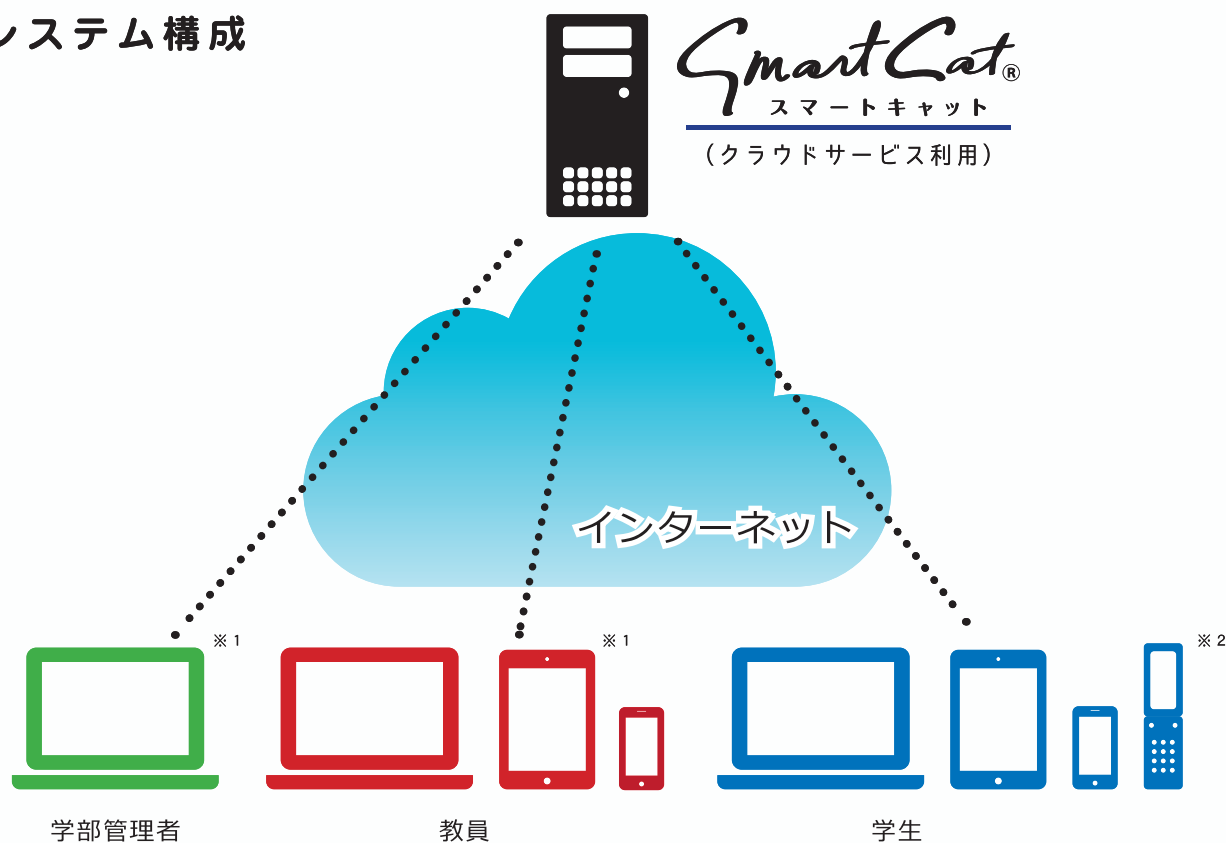 システム構成
SmartCat®
スマートキャット
(クラウドサービス利用)
インターネット
※1
※1
※2
学部管理者
教員
学生